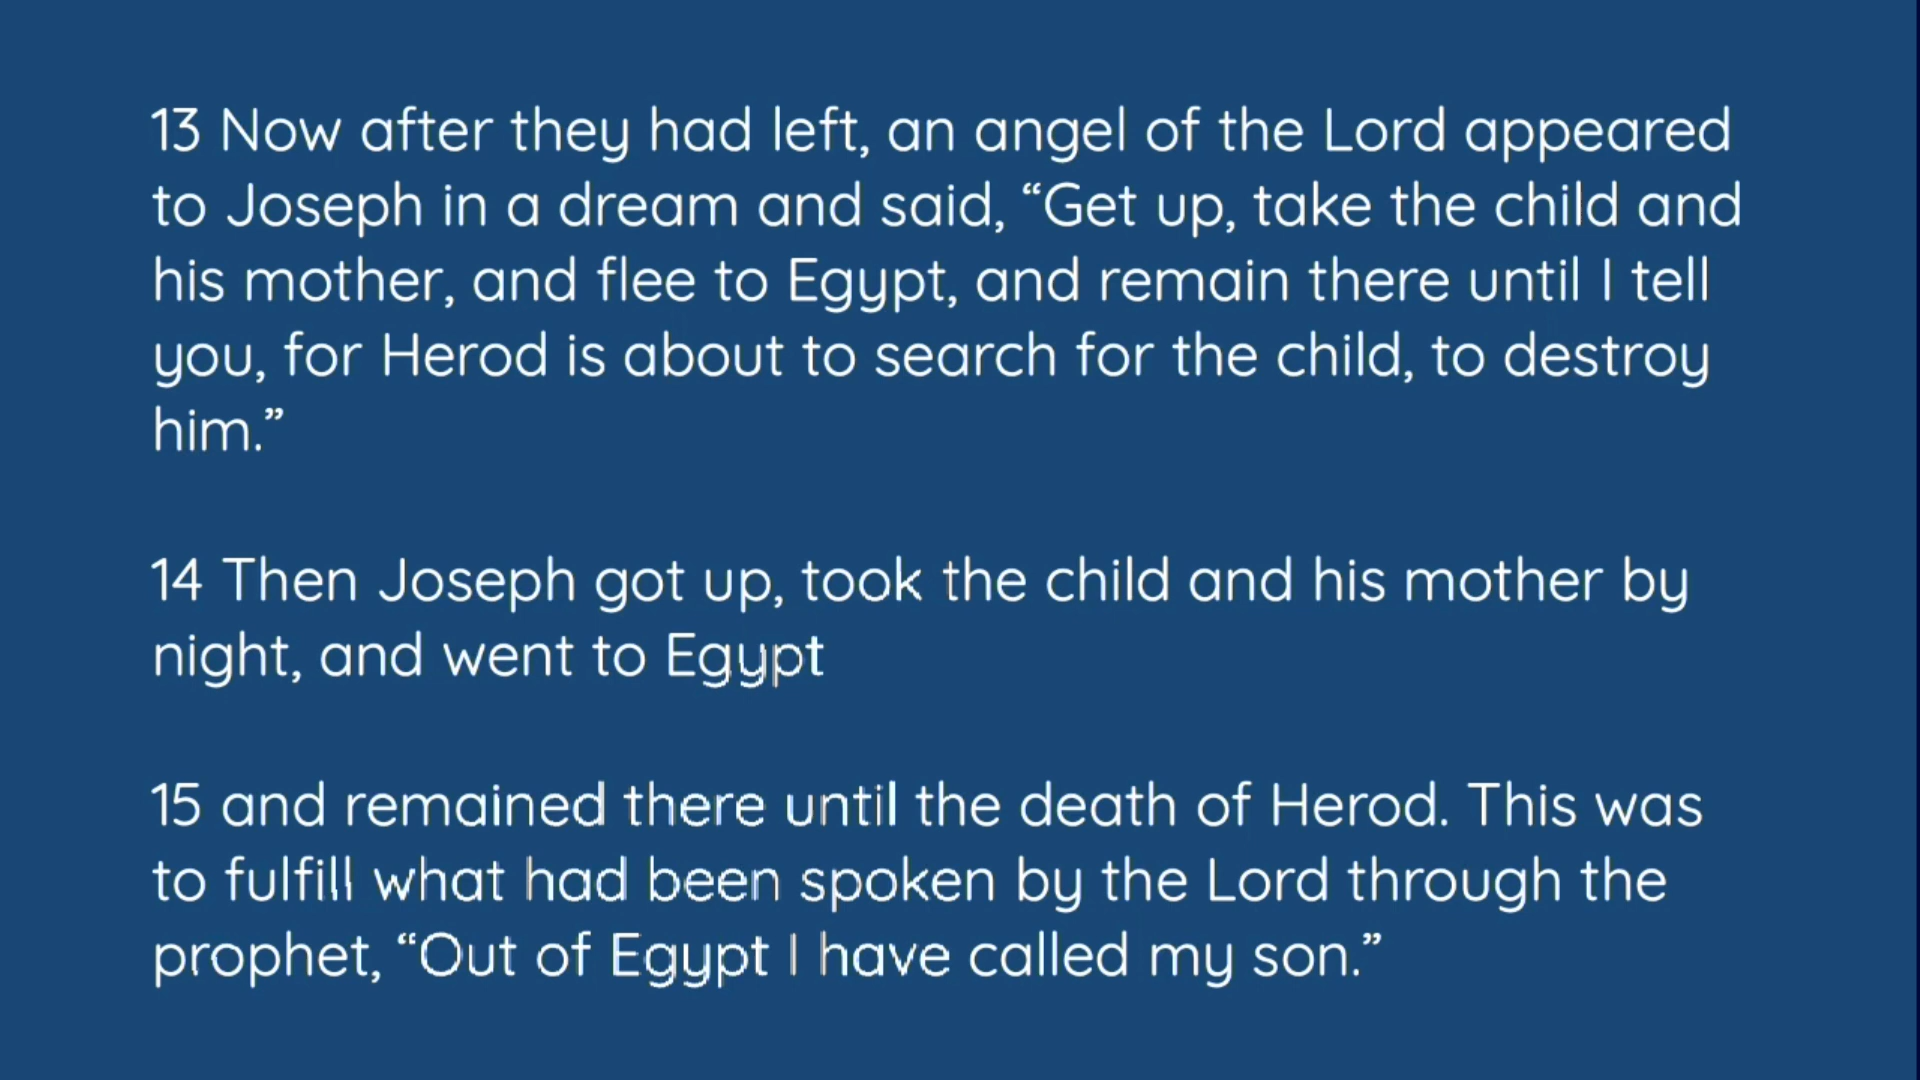 13 Now after they had left, an angel of the Lord appeared
to Joseph in a dream and said, “Get up, take the child and
his mother, and flee to Egypt, and remain there until I tell
you, for Herod is about to search for the child, to destroy
him.”
14 Then Joseph got up, took the child and his mother by
night, and went to Egypt
15 and remained there until the death of Herod. This was
to fulfill what had been spoken by the Lord through the
prophet, “Out of Egypt I have called my son.”